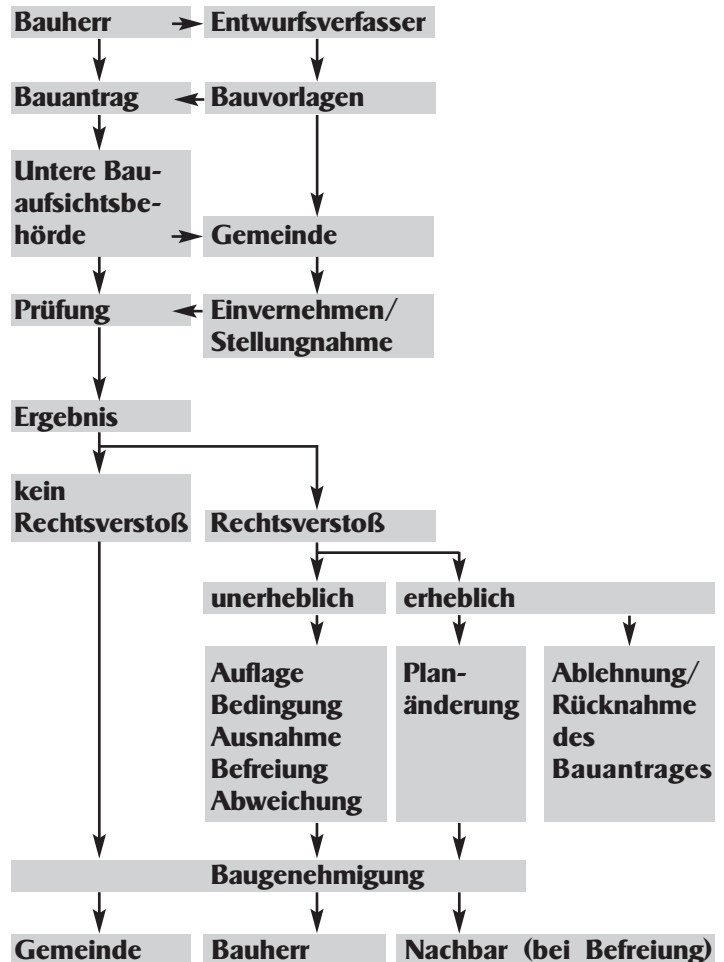 Bauherr
Entwurfsverfasser
Bauantrag
Bauvorlagen
Untere Bau-
aufsichtsbe-
hörde
Gemeinde
Prüfung
Einvernehmen/
Stellungnahme
Ergebnis
kein
Rechtsverstoß
Rechtsverstoß
unerheblich
erheblich
Auflage
Bedingung
Ausnahme
Befreiung
Abweichung
Plan-
änderung
Ablehnung/
Rücknahme
des
Bauantrages
Baugenehmigung
Gemeinde
Bauherr
Nachbar (bei Befreiung)